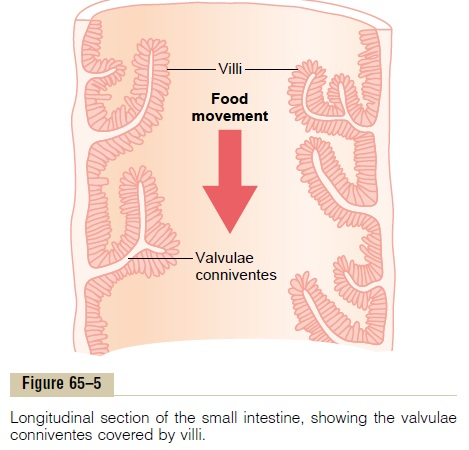 Villi
Food
movement
Valvulae
conniventes
Figure 65–5
Longitudinal section of the small intestine, showing the valvulae
conniventes covered by villi.